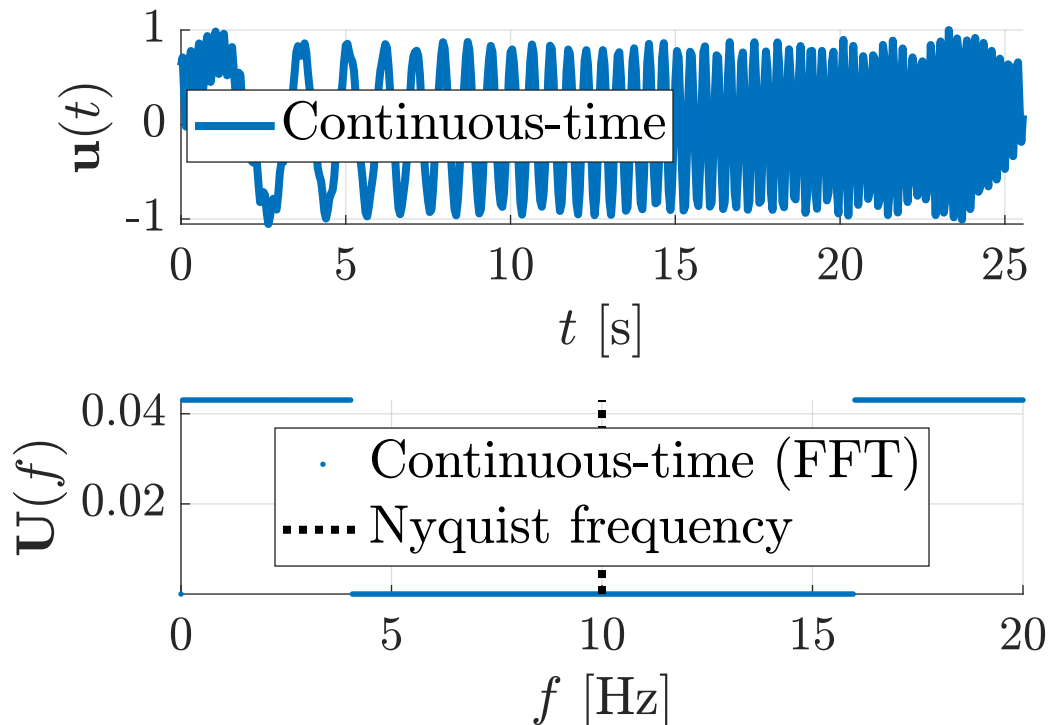 1
0
-1
u(t)
Continuous-time
0 5 10 15 20 25
t [s]
0.04
0.02
U(f)
Continuous-time (FFT)
Nyquist frequency
0 5 10 15 20
f [Hz]